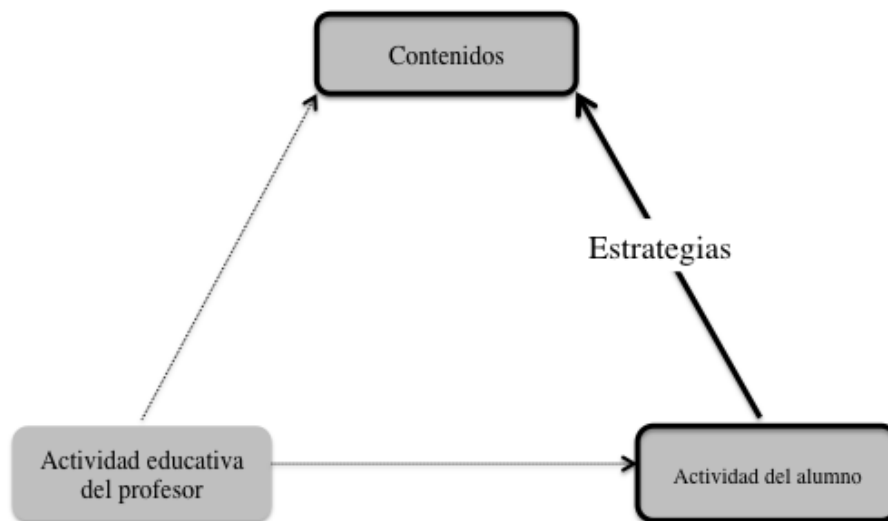 Contenidos
Estrategias
Actividad educativa
del profesor
Actividad del alumno